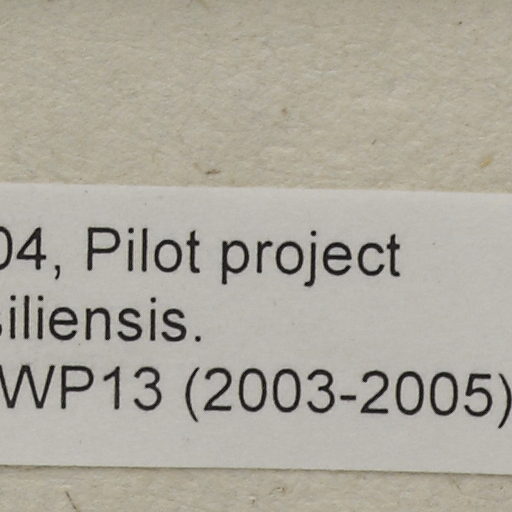 04, Pilot project
siliensis.
WP13 (2003-2005)